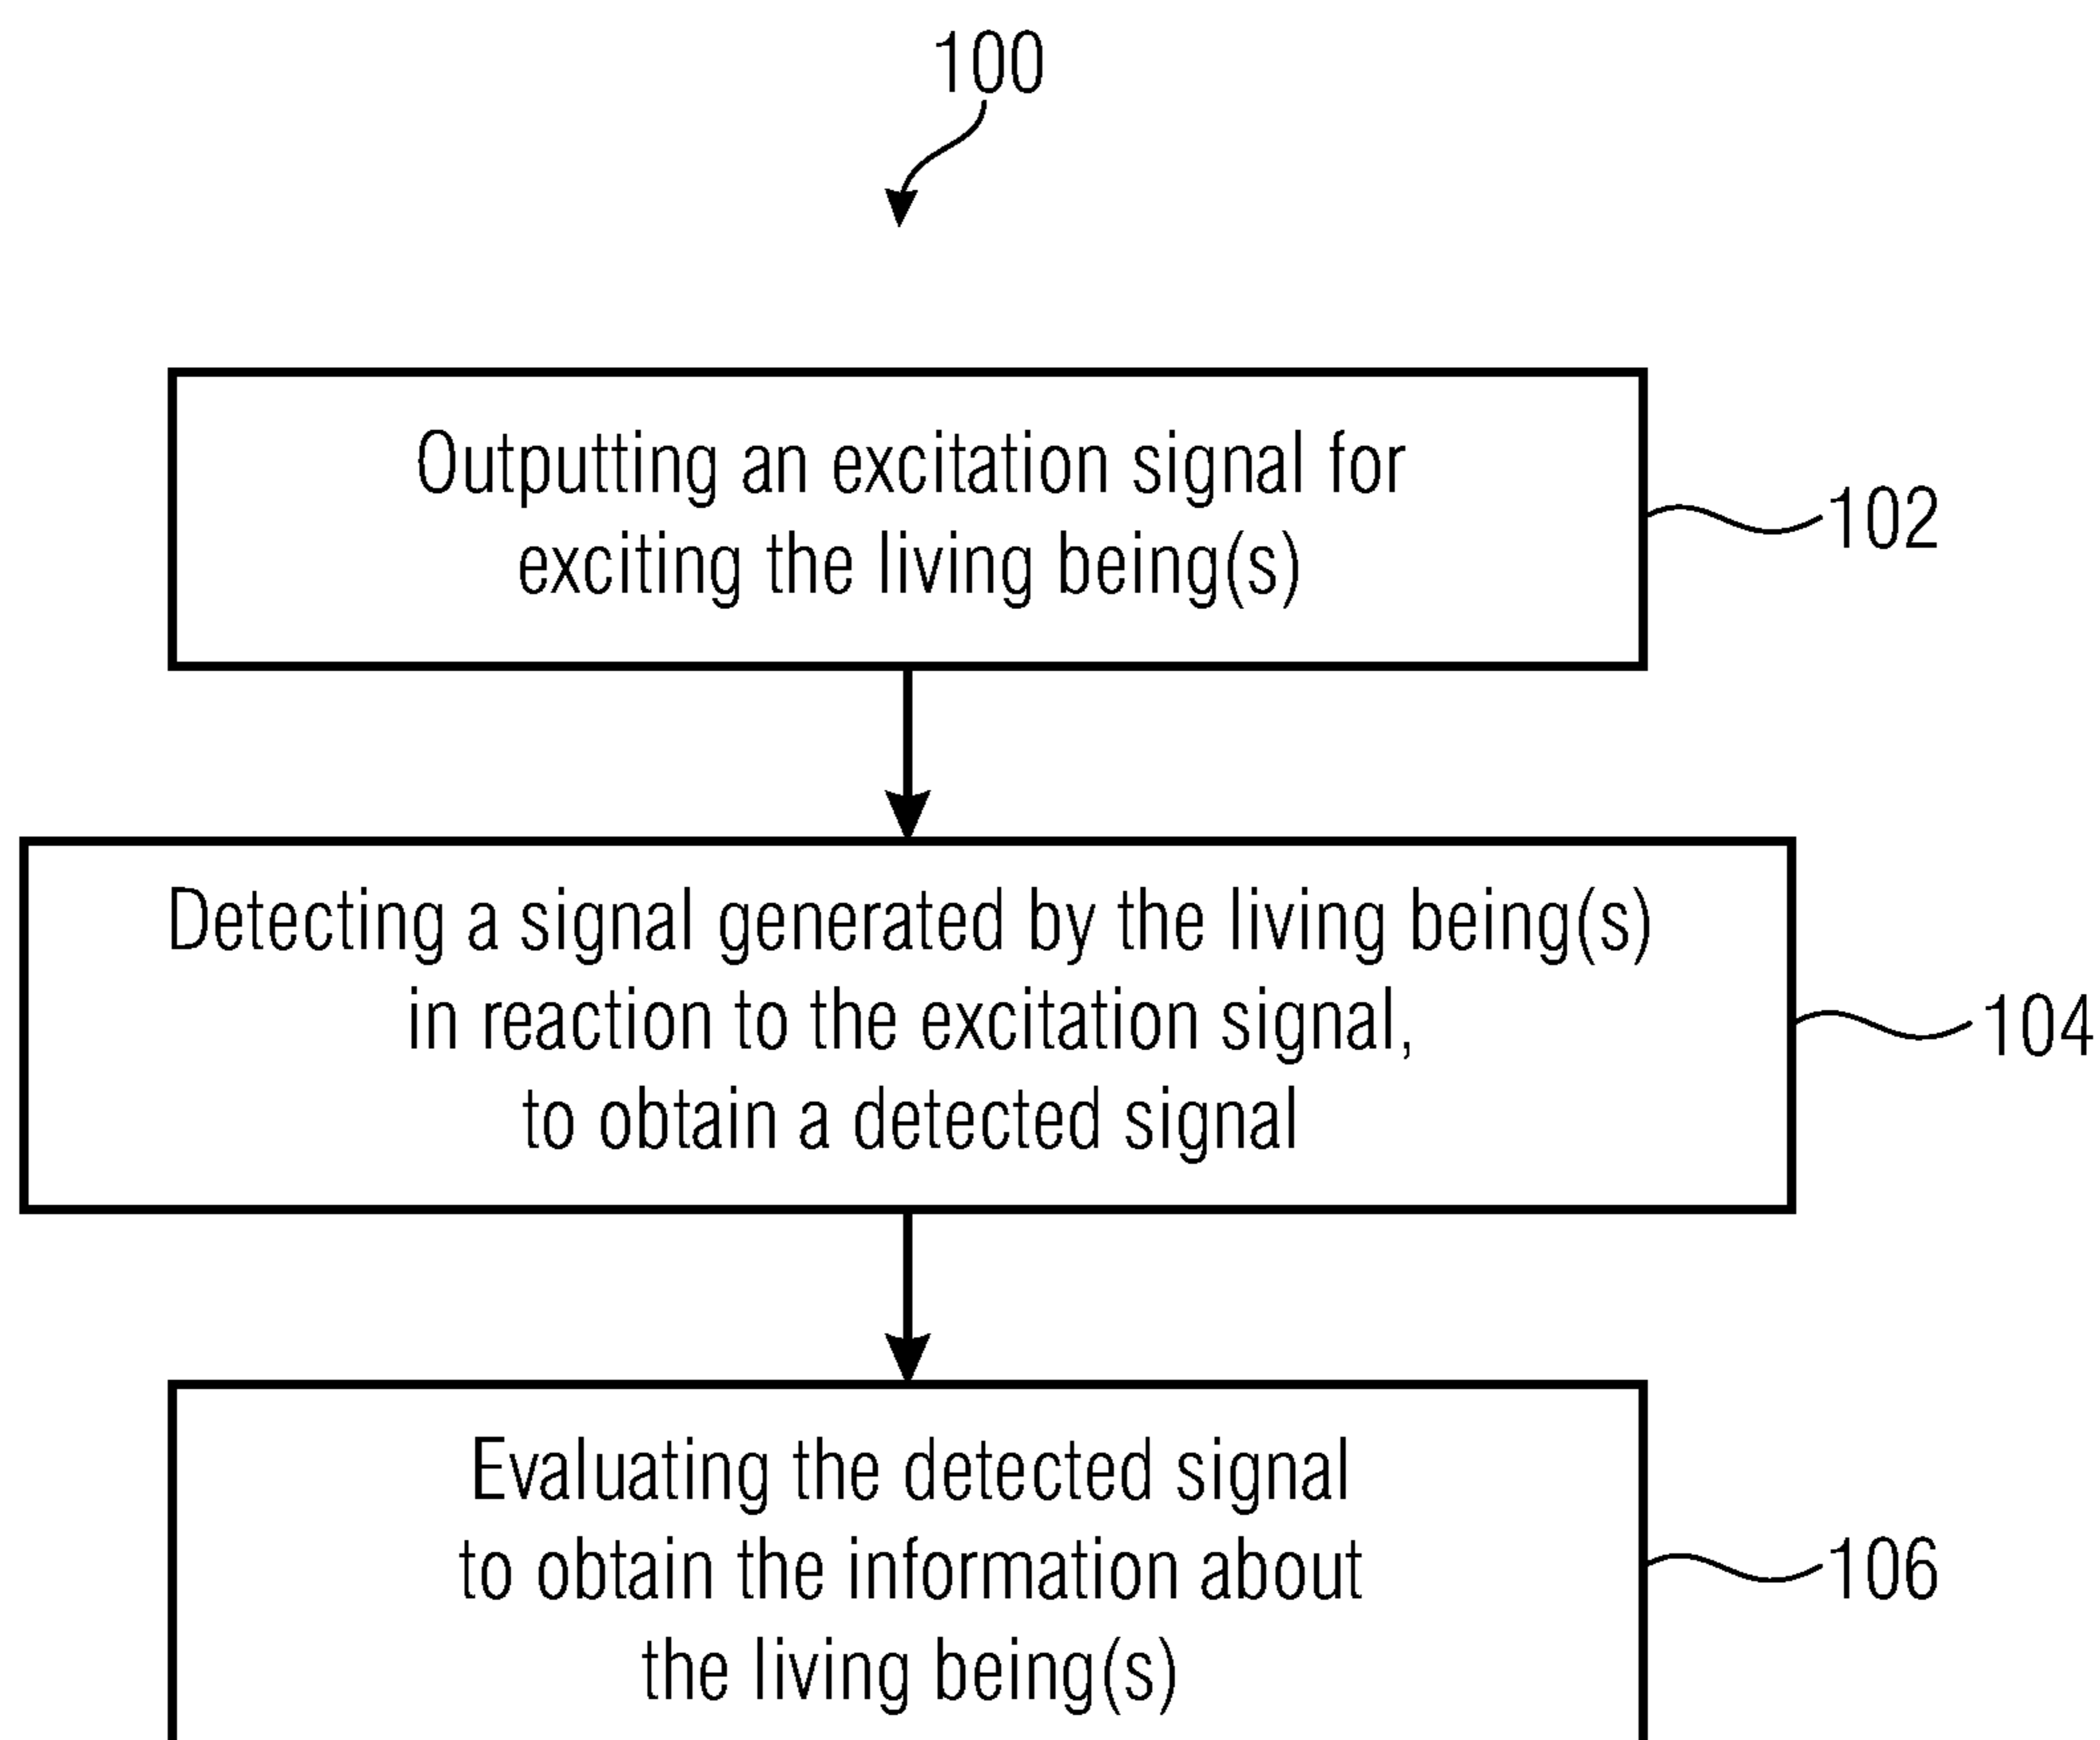 100
Outputting an excitation signal for
exciting the living being(s)
102
Detecting a signal generated by the living being(s)
in reaction to the excitation signal,
to obtain a detected signal
104
Evaluating the detected signal
to obtain the information about
the living being(s)
106